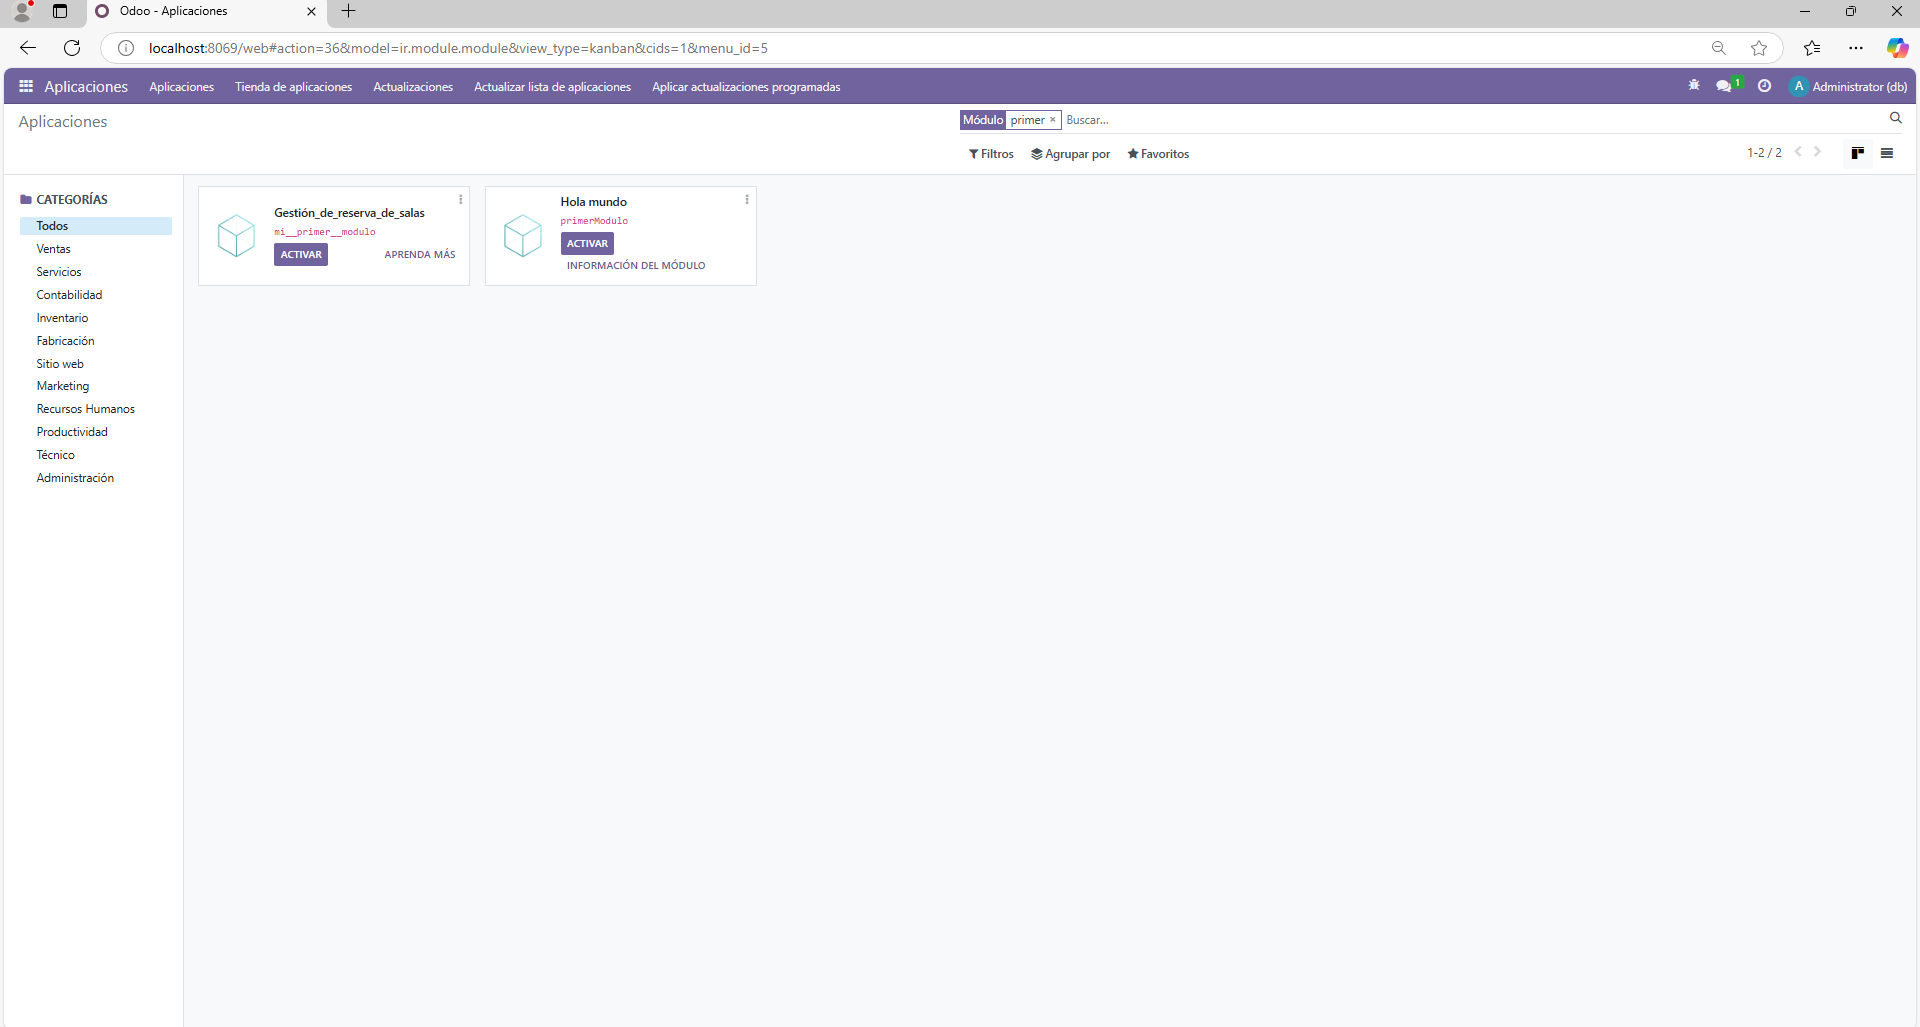 Odoo - Aplicaciones
localhost:8069/web#action=36&model=ir.module.module&view_type=kanban&cids=1&menu_id=5
Aplicaciones Aplicaciones Tienda de aplicaciones Actualizaciones Actualizar lista de aplicaciones Aplicar actualizaciones programadas 1 A Administrator (db)
Aplicaciones Módulo primer × Buscar...
Filtros Agrupar por Favoritos 1-2 / 2
CATEGORÍAS
Todos
Ventas
Servicios
Contabilidad
Inventario
Fabricación
Sitio web
Marketing
Recursos Humanos
Productividad
Técnico
Administración
Gestión_de_reserva_de_salas
mi__primer__modulo
ACTIVAR APRENDA MÁS
Hola mundo
primerModulo
ACTIVAR
INFORMACIÓN DEL MÓDULO